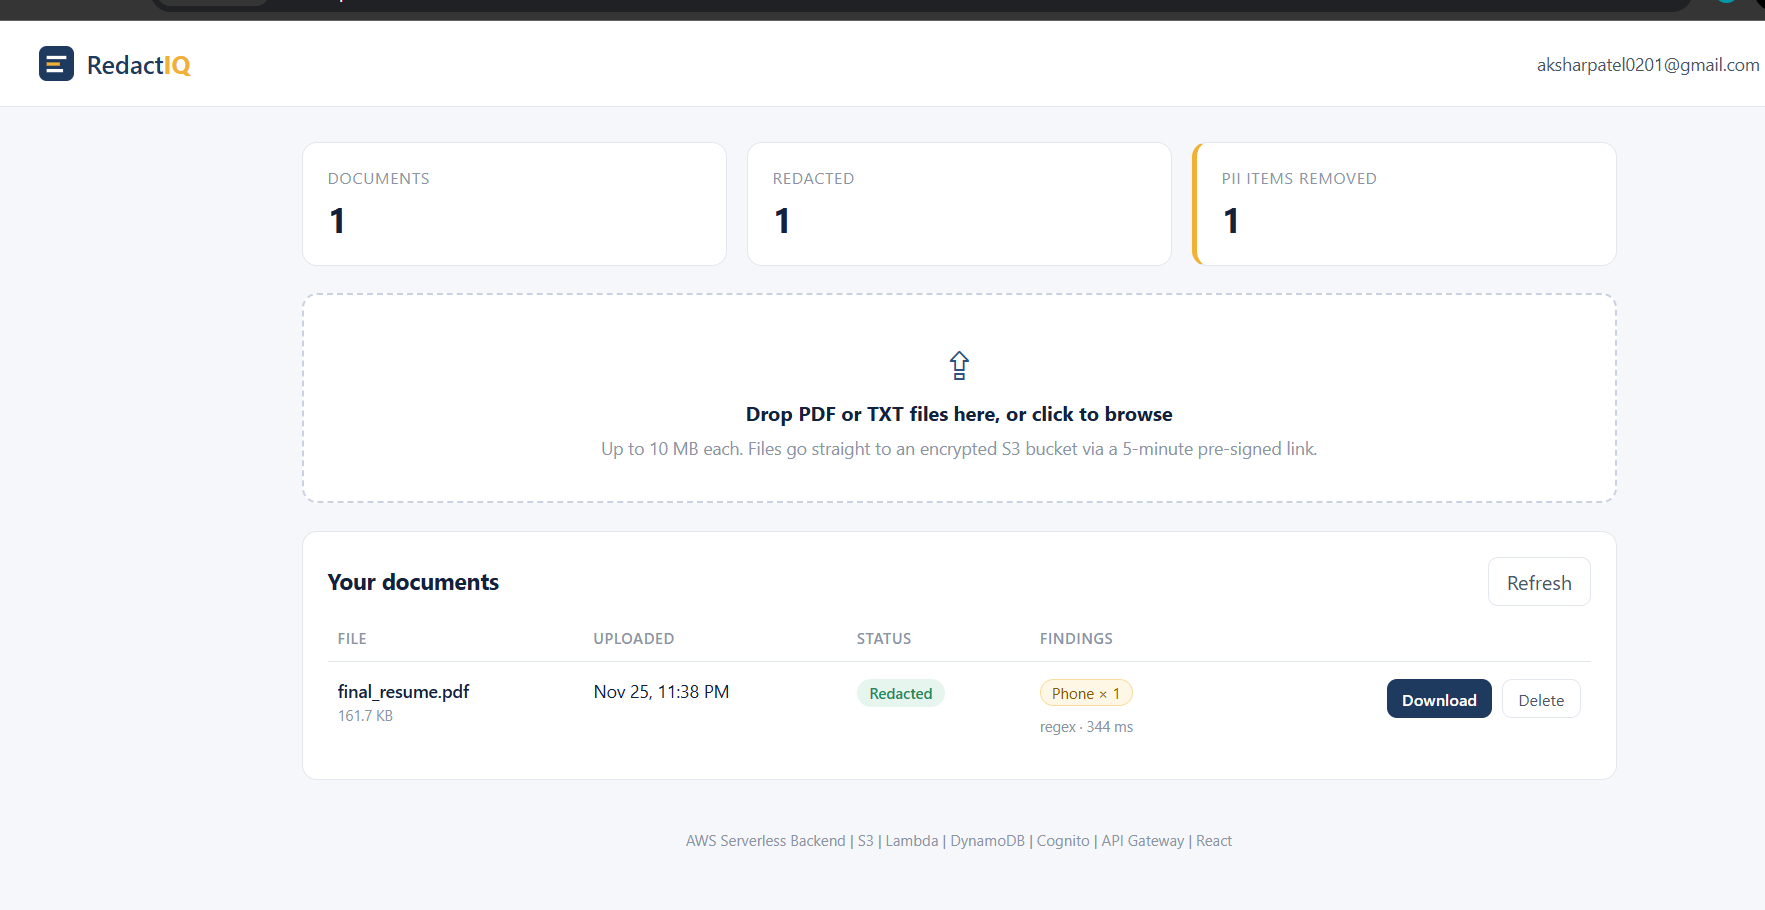 RedactIQ
aksharpatel0201@gmail.com
DOCUMENTS
1
REDACTED
1
PII ITEMS REMOVED
1
Drop PDF or TXT files here, or click to browse
Up to 10 MB each. Files go straight to an encrypted S3 bucket via a 5-minute pre-signed link.
Your documents
Refresh
FILE UPLOADED STATUS FINDINGS
final_resume.pdf Nov 25, 11:38 PM Redacted Phone × 1 Download Delete
161.7 KB regex · 344 ms
AWS Serverless Backend | S3 | Lambda | DynamoDB | Cognito | API Gateway | React